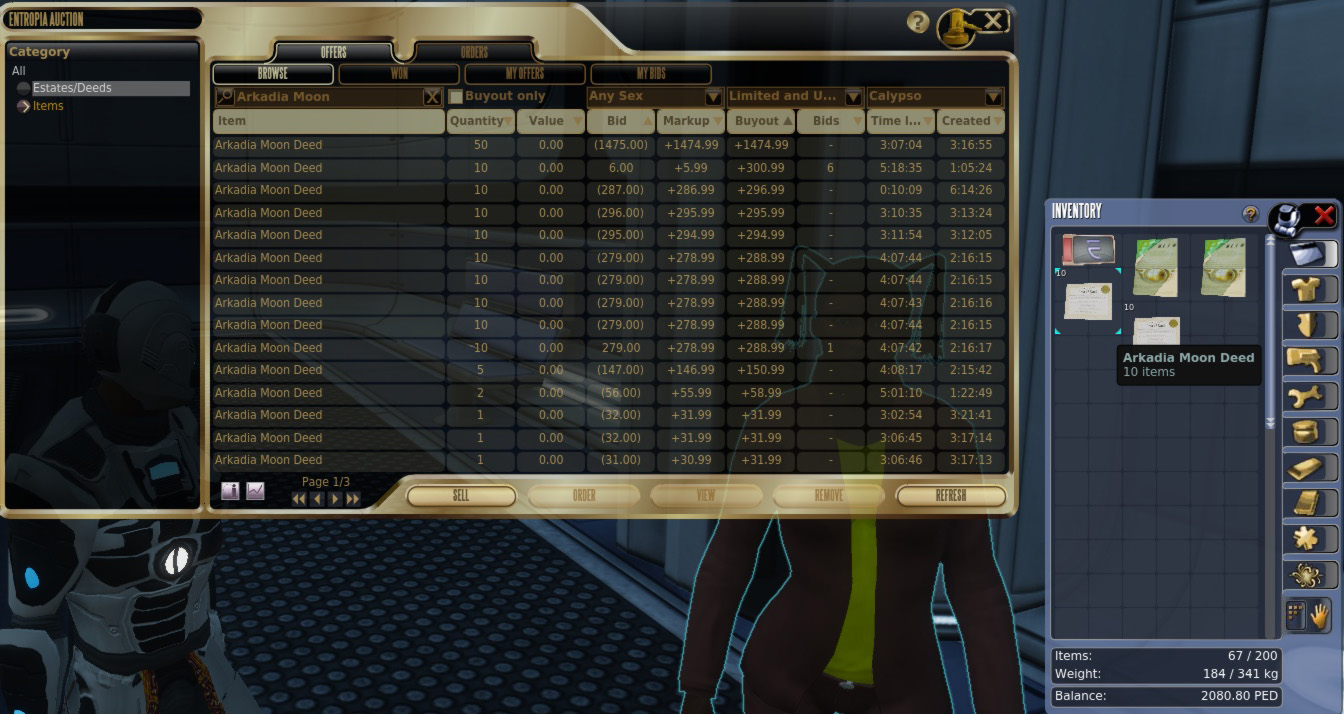 ENTROPIA AUCTION
Category
All
Estates/Deeds
Items
OFFERS ORDERS
BROWSE WON MY OFFERS MY BIDS
Arkadia Moon Buyout only Any Sex Limited and U... Calypso
Item Quantity Value Bid Markup Buyout Bids Time l... Created
Arkadia Moon Deed 50 0.00 (1475.00) +1474.99 +1474.99 - 3:07:04 3:16:55
Arkadia Moon Deed 10 0.00 6.00 +5.99 +300.99 6 5:18:35 1:05:24
Arkadia Moon Deed 10 0.00 (287.00) +286.99 +296.99 - 0:10:09 6:14:26
Arkadia Moon Deed 10 0.00 (296.00) +295.99 +295.99 - 3:10:35 3:13:24
Arkadia Moon Deed 10 0.00 (295.00) +294.99 +294.99 - 3:11:54 3:12:05
Arkadia Moon Deed 10 0.00 (279.00) +278.99 +288.99 - 4:07:44 2:16:15
Arkadia Moon Deed 10 0.00 (279.00) +278.99 +288.99 - 4:07:44 2:16:15
Arkadia Moon Deed 10 0.00 (279.00) +278.99 +288.99 - 4:07:43 2:16:16
Arkadia Moon Deed 10 0.00 (279.00) +278.99 +288.99 - 4:07:44 2:16:15
Arkadia Moon Deed 10 0.00 279.00 +278.99 +288.99 1 4:07:42 2:16:17
Arkadia Moon Deed 5 0.00 (147.00) +146.99 +150.99 - 4:08:17 2:15:42
Arkadia Moon Deed 2 0.00 (56.00) +55.99 +58.99 - 5:01:10 1:22:49
Arkadia Moon Deed 1 0.00 (32.00) +31.99 +31.99 - 3:02:54 3:21:41
Arkadia Moon Deed 1 0.00 (32.00) +31.99 +31.99 - 3:06:45 3:17:14
Arkadia Moon Deed 1 0.00 (31.00) +30.99 +31.99 - 3:06:46 3:17:13
Page 1/3
SELL ORDER VIEW REMOVE REFRESH
INVENTORY
10
10
Arkadia Moon Deed
10 items
Items: 67 / 200
Weight: 184 / 341 kg
Balance: 2080.80 PED